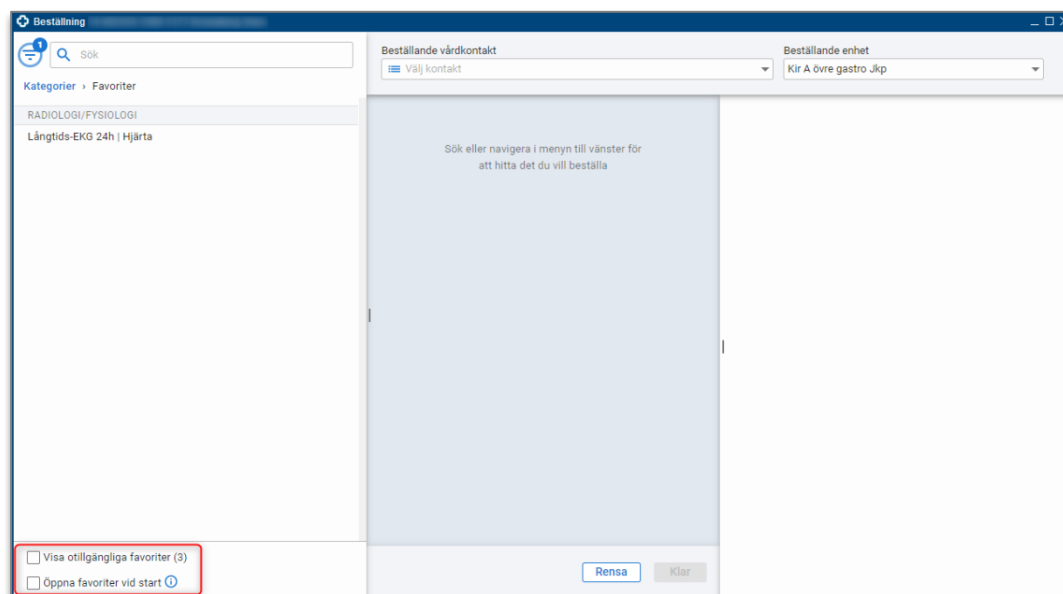 Beställning
1
Sök
Kategorier › Favoriter
RADIOLOGI/FYSIOLOGI
Långtids-EKG 24h | Hjärta
Beställande vårdkontakt
Välj kontakt
Beställande enhet
Kir A övre gastro Jkp
Sök eller navigera i menyn till vänster för
att hitta det du vill beställa
Visa otillgängliga favoriter (3)
Öppna favoriter vid start
Rensa
Klar